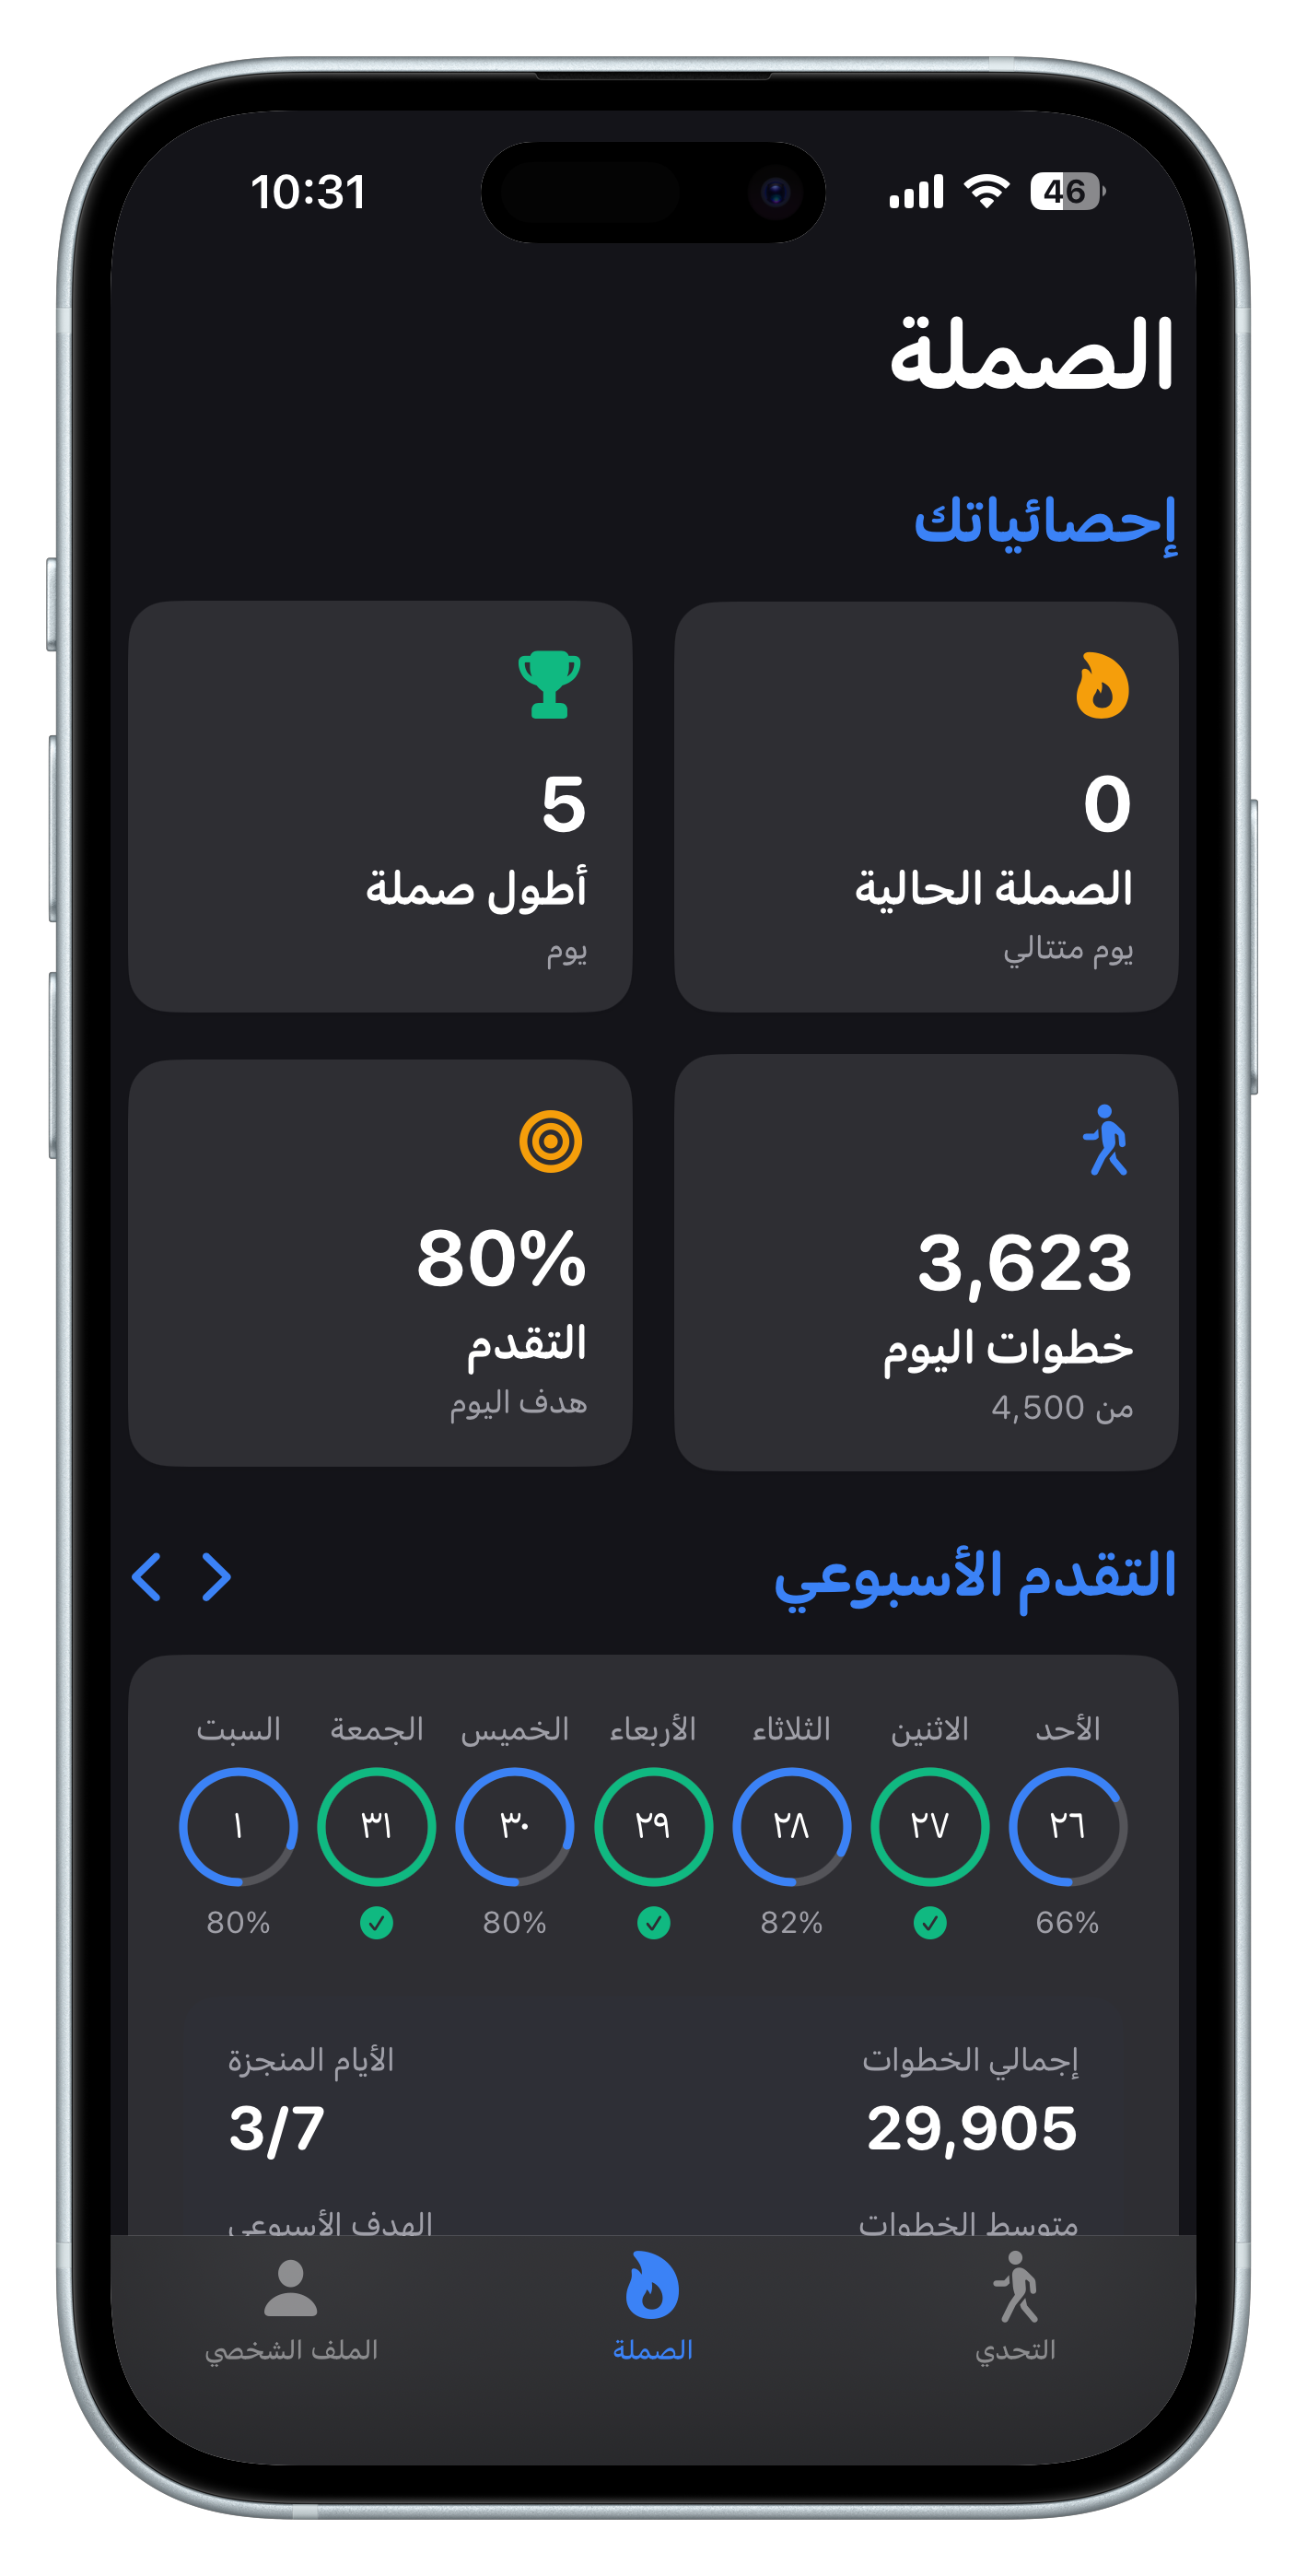 10:31
46
الصملة
إحصائياتك
0
الصملة الحالية
يوم متتالي
5
أطول صملة
يوم
3,623
خطوات اليوم
من 4,500
80%
التقدم
هدف اليوم
التقدم الأسبوعي
الأحد الاثنين الثلاثاء الأربعاء الخميس الجمعة السبت
٢٦ ٢٧ ٢٨ ٢٩ ٣٠ ٣١ ١
66% 82% 80% 80%
إجمالي الخطوات الأيام المنجزة
29,905 3/7
متوسط الخطوات الهدف الأسبوعي
التحدي الصملة الملف الشخصي